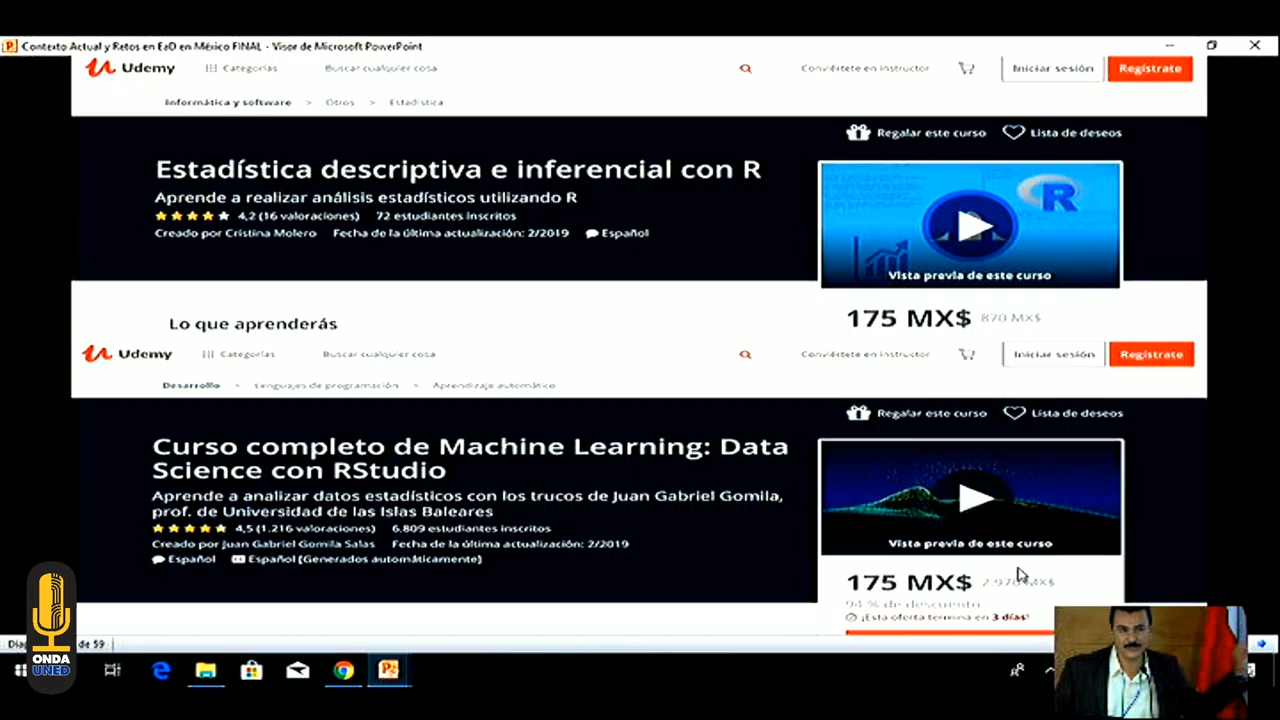 Contexto Actual y Retos en EaD en México FINAL - Visor de Microsoft PowerPoint
Udemy Categorías Buscar cualquier cosa Conviértete en instructor Iniciar sesión Regístrate
Informática y software > Otros > Estadística
Regalar este curso Lista de deseos
Estadística descriptiva e inferencial con R
Aprende a realizar análisis estadísticos utilizando R
4,2 (16 valoraciones) 72 estudiantes inscritos
Creado por Cristina Molero Fecha de la última actualización: 2/2019 Español
R
Vista previa de este curso
175 MX$ 870 MX$
Lo que aprenderás
Udemy Categorías Buscar cualquier cosa Conviértete en instructor Iniciar sesión Regístrate
Desarrollo > Lenguajes de programación > Aprendizaje automático
Regalar este curso Lista de deseos
Curso completo de Machine Learning: Data
Science con RStudio
Aprende a analizar datos estadísticos con los trucos de Juan Gabriel Gomila,
prof. de Universidad de las Islas Baleares
4,5 (1.216 valoraciones) 6.809 estudiantes inscritos
Creado por Juan Gabriel Gomila Salas Fecha de la última actualización: 2/2019
Español Español [Generados automáticamente]
Vista previa de este curso
175 MX$ 2.970 MX$
94 % de descuento
¡Esta oferta termina en 3 días!
de 59
ONDA
UNED